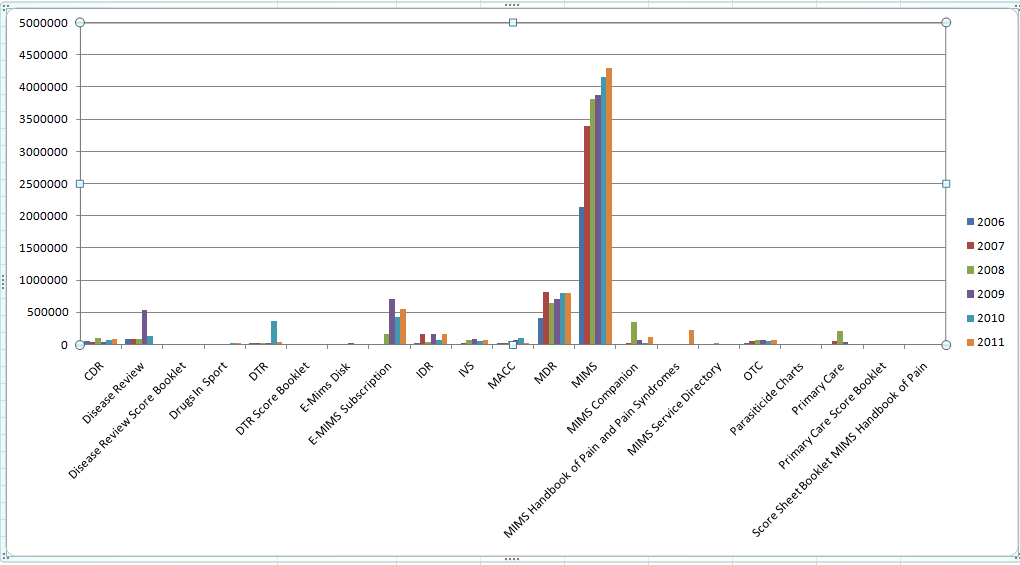 5000000
4500000
4000000
3500000
3000000
2500000
2000000
1500000
1000000
500000
0
CDR
Disease Review
Disease Review Score Booklet
Drugs In Sport
DTR
DTR Score Booklet
E-Mims Disk
E-MIMS Subscription
IDR
IVS
MACC
MDR
MIMS
MIMS Companion
MIMS Handbook of Pain and Pain Syndromes
MIMS Service Directory
OTC
Parasiticide Charts
Primary Care
Primary Care Score Booklet
Score Sheet Booklet MIMS Handbook of Pain
2006
2007
2008
2009
2010
2011